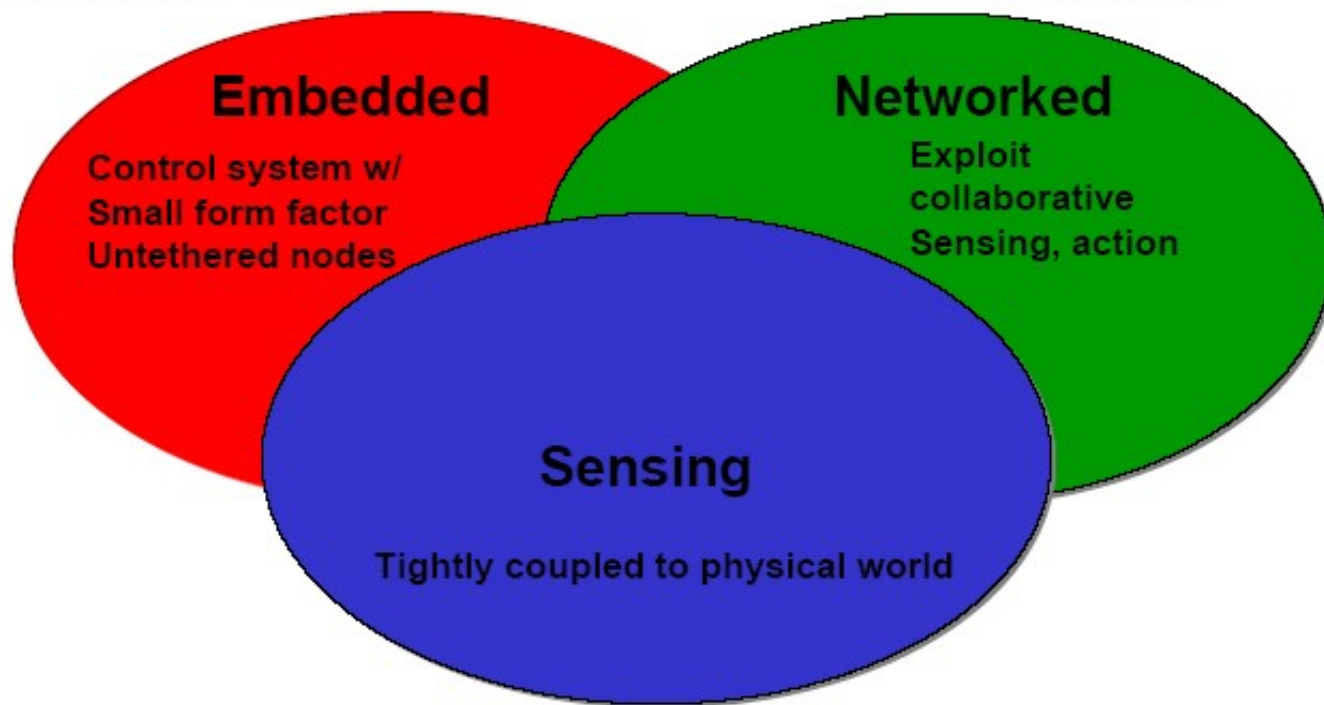 Embedded
Control system w/
Small form factor
Untethered nodes
Networked
Exploit
collaborative
Sensing, action
Sensing
Tightly coupled to physical world